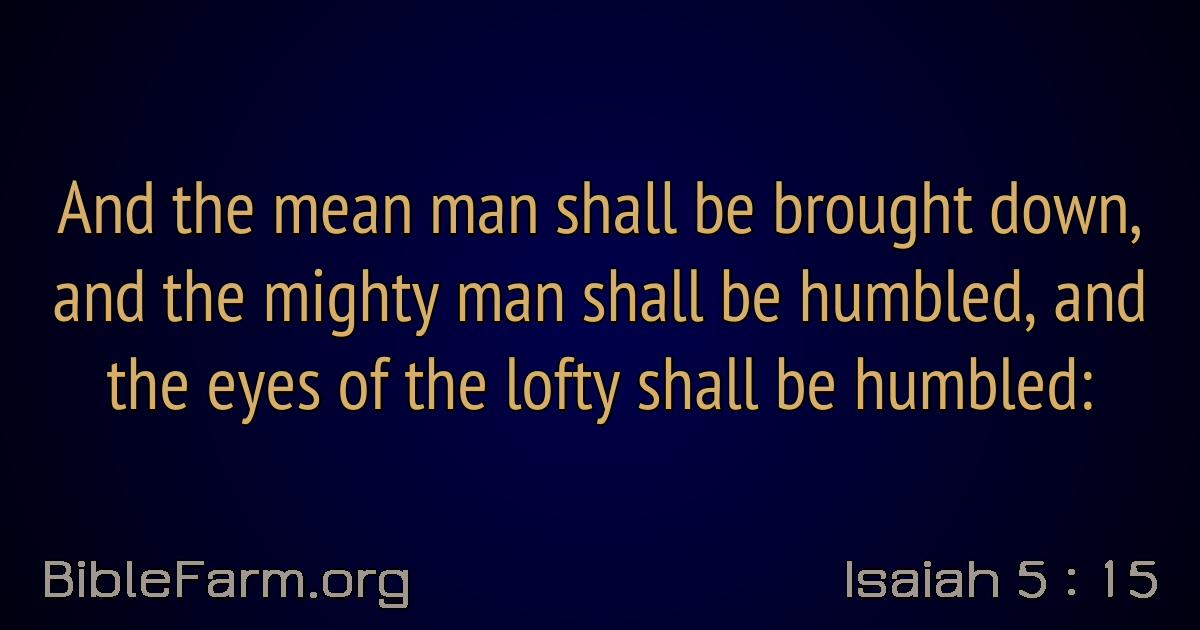 And the mean man shall be brought down,
and the mighty man shall be humbled, and
the eyes of the lofty shall be humbled:
BibleFarm.org
Isaiah 5 : 15